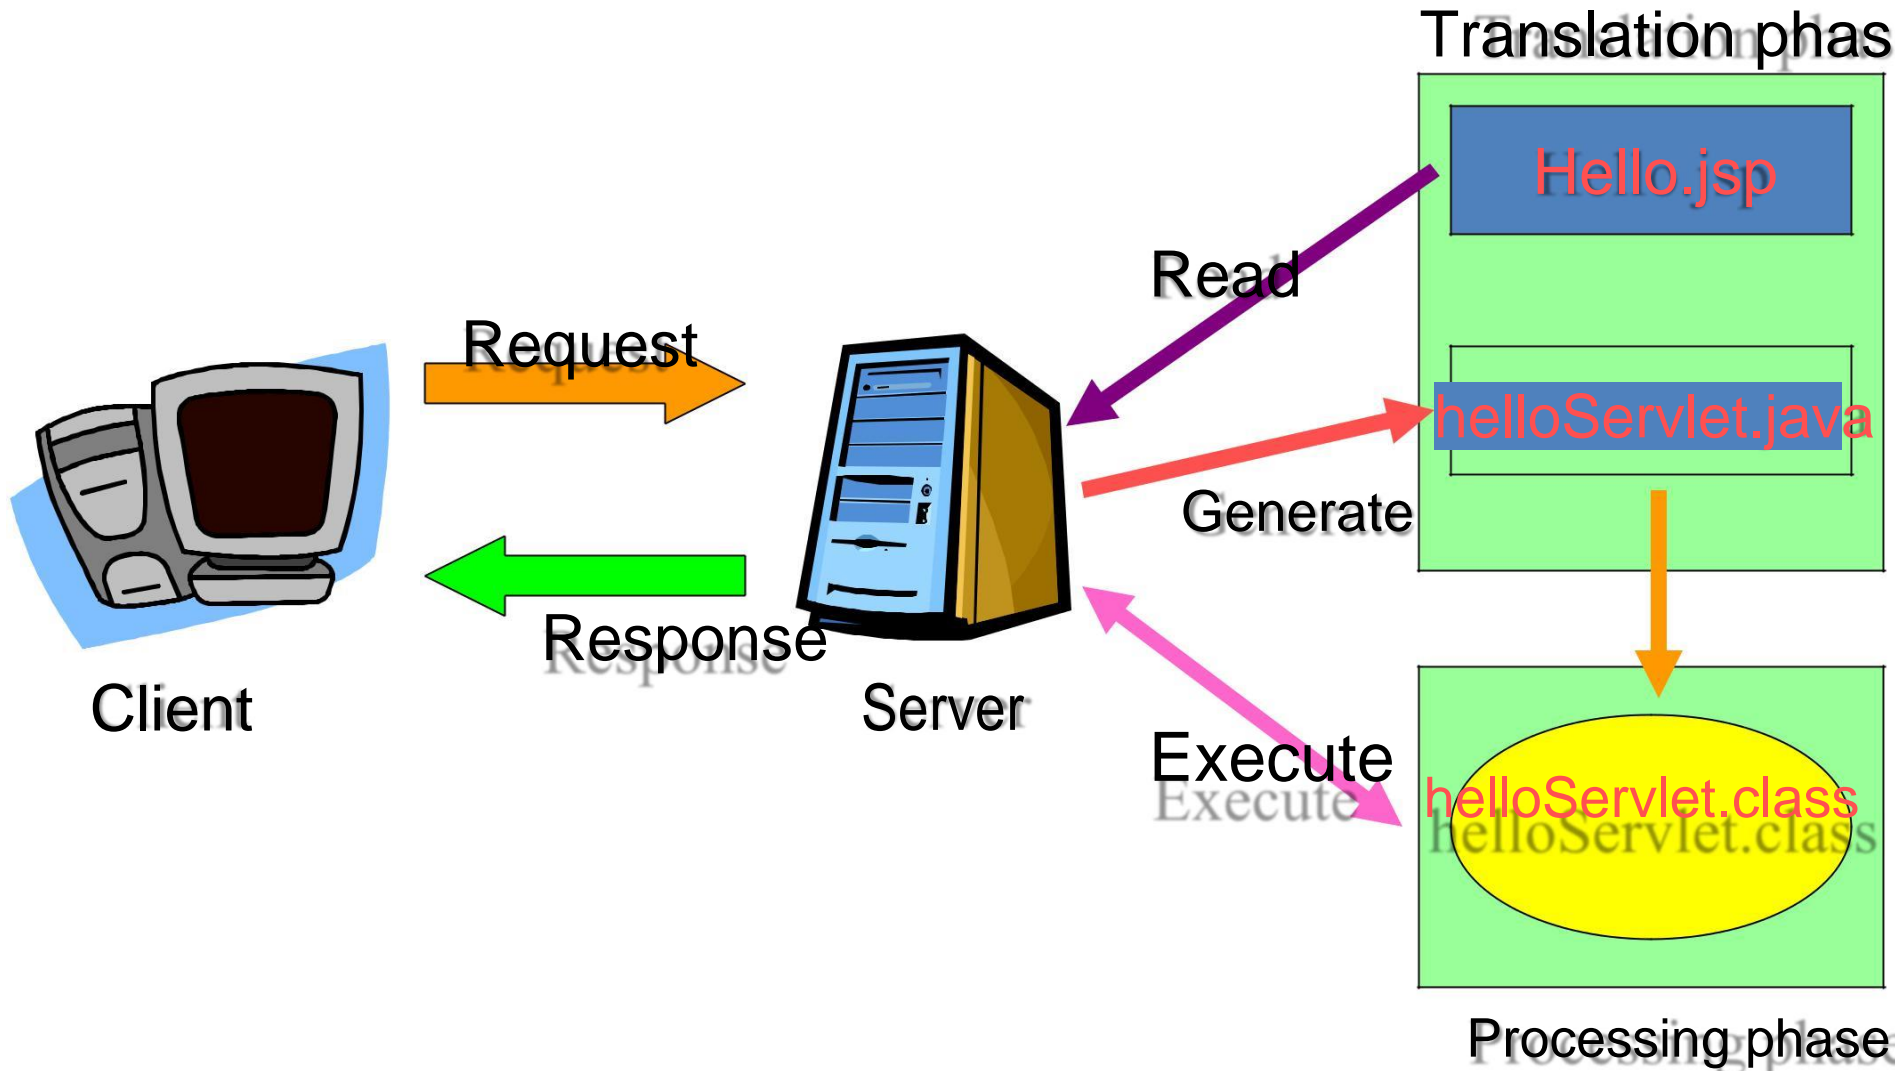 Translation phas
Hello.jsp
Read
Request
helloServlet.java
Generate
Response
Client
Server
Execute
helloServlet.class
Processing phase